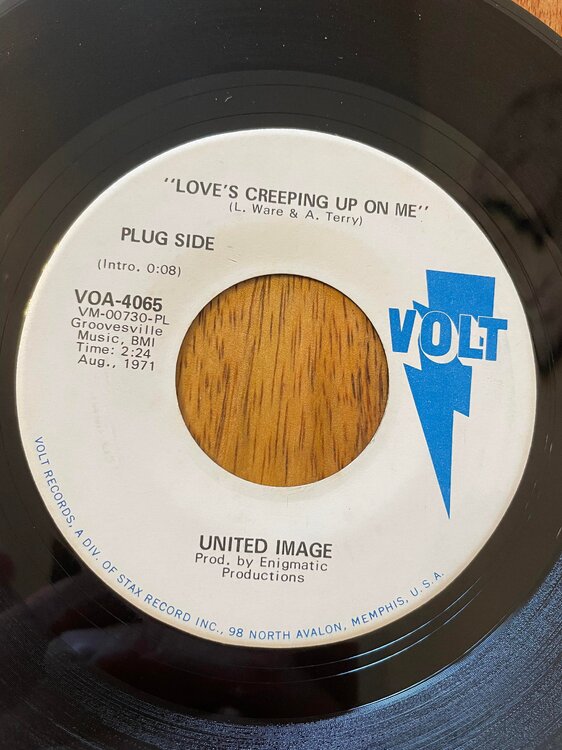 "LOVE'S CREEPING UP ON ME"
(L. Ware & A. Terry)
PLUG SIDE
(Intro. 0:08)
VOA-4065
VM-00730-PL
Groovesville
Music, BMI
Time: 2:24
Aug., 1971
VOLT
UNITED IMAGE
Prod. by Enigmatic
Productions
VOLT RECORDS, A DIV. OF STAX RECORD INC., 98 NORTH AVALON, MEMPHIS, U.S.A.